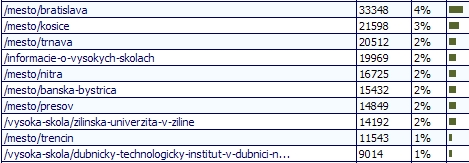 /mesto/bratislava 33348 4%
/mesto/kosice 21598 3%
/mesto/trnava 20512 2%
/informacie-o-vysokych-skolach 19969 2%
/mesto/nitra 16725 2%
/mesto/banska-bystrica 15432 2%
/mesto/presov 14849 2%
/vysoka-skola/zilinska-univerzita-v-ziline 14192 2%
/mesto/trencin 11543 1%
/vysoka-skola/dubnicky-technologicky-institut-v-dubnici-n... 9014 1%